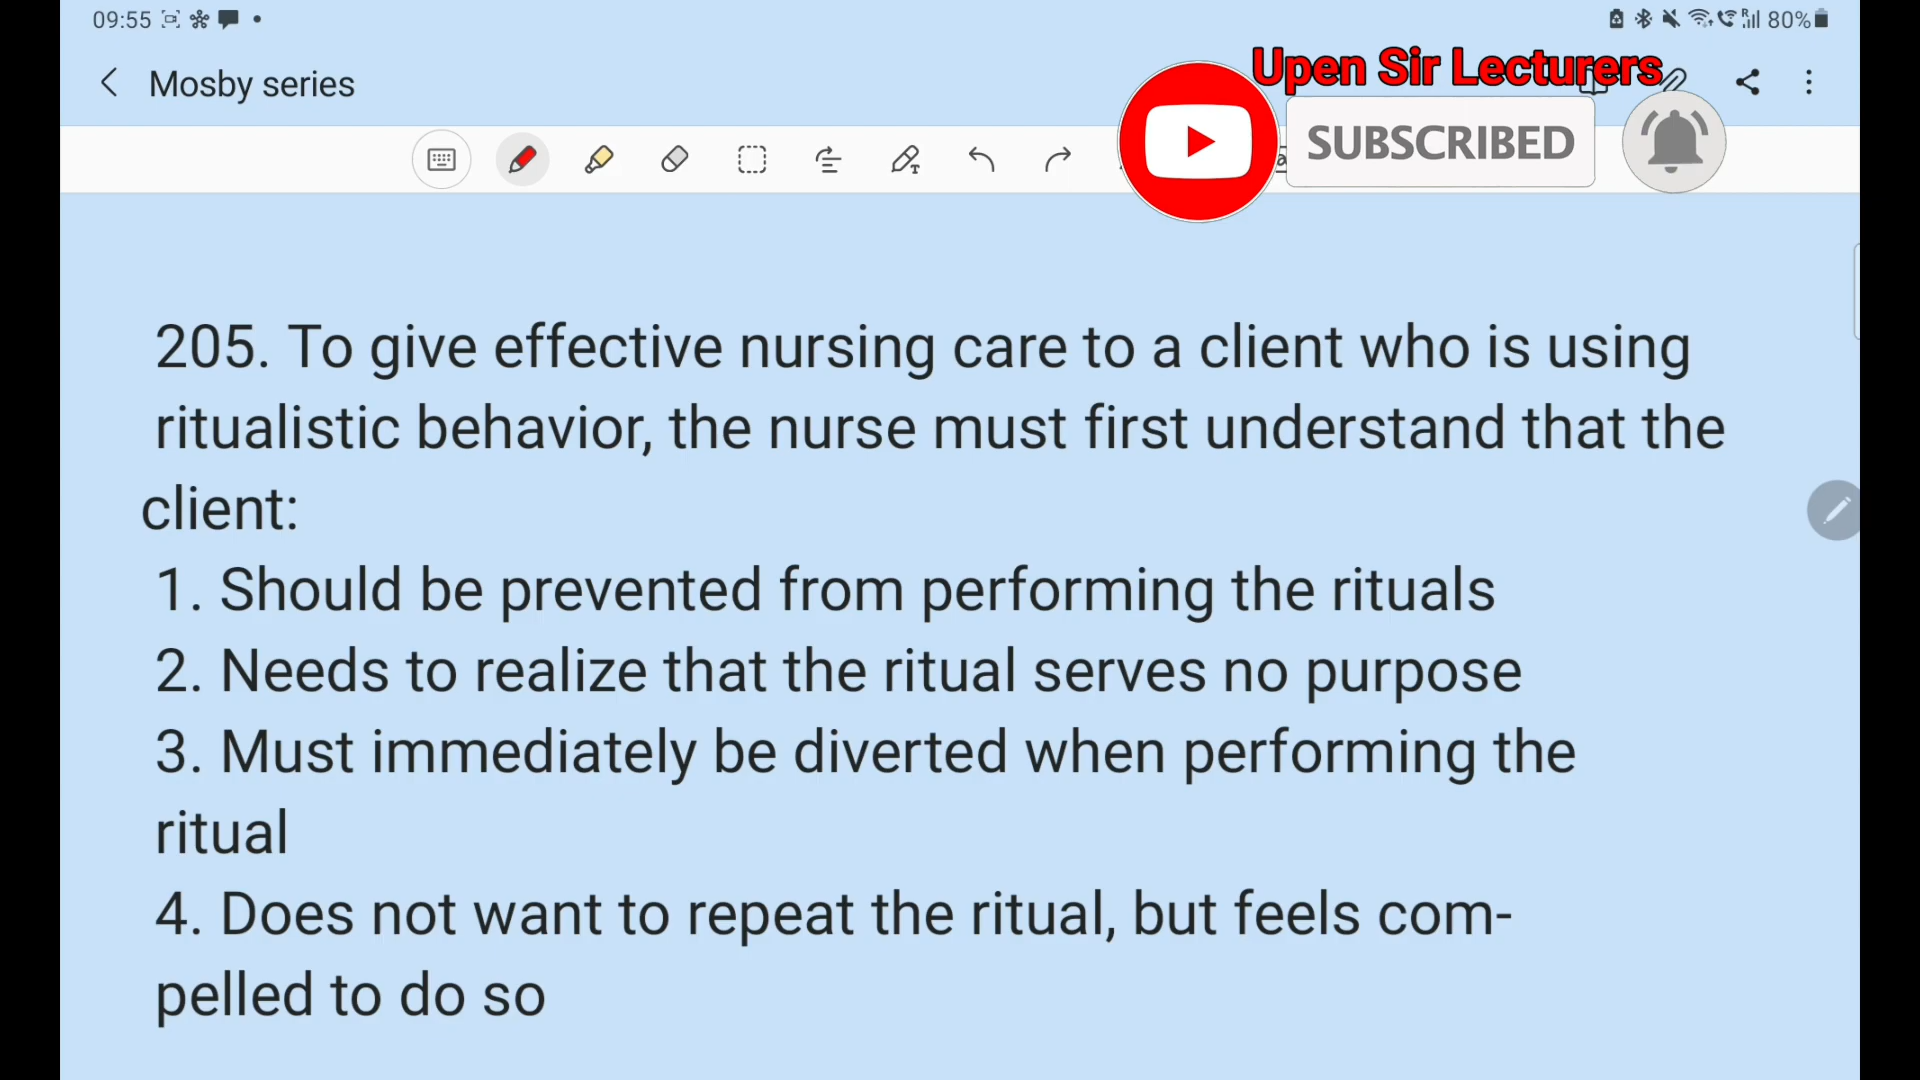 09:55
80%
Mosby series
Upen Sir Lecturers
SUBSCRIBED
205. To give effective nursing care to a client who is using
ritualistic behavior, the nurse must first understand that the
client:
1. Should be prevented from performing the rituals
2. Needs to realize that the ritual serves no purpose
3. Must immediately be diverted when performing the
ritual
4. Does not want to repeat the ritual, but feels com-
pelled to do so